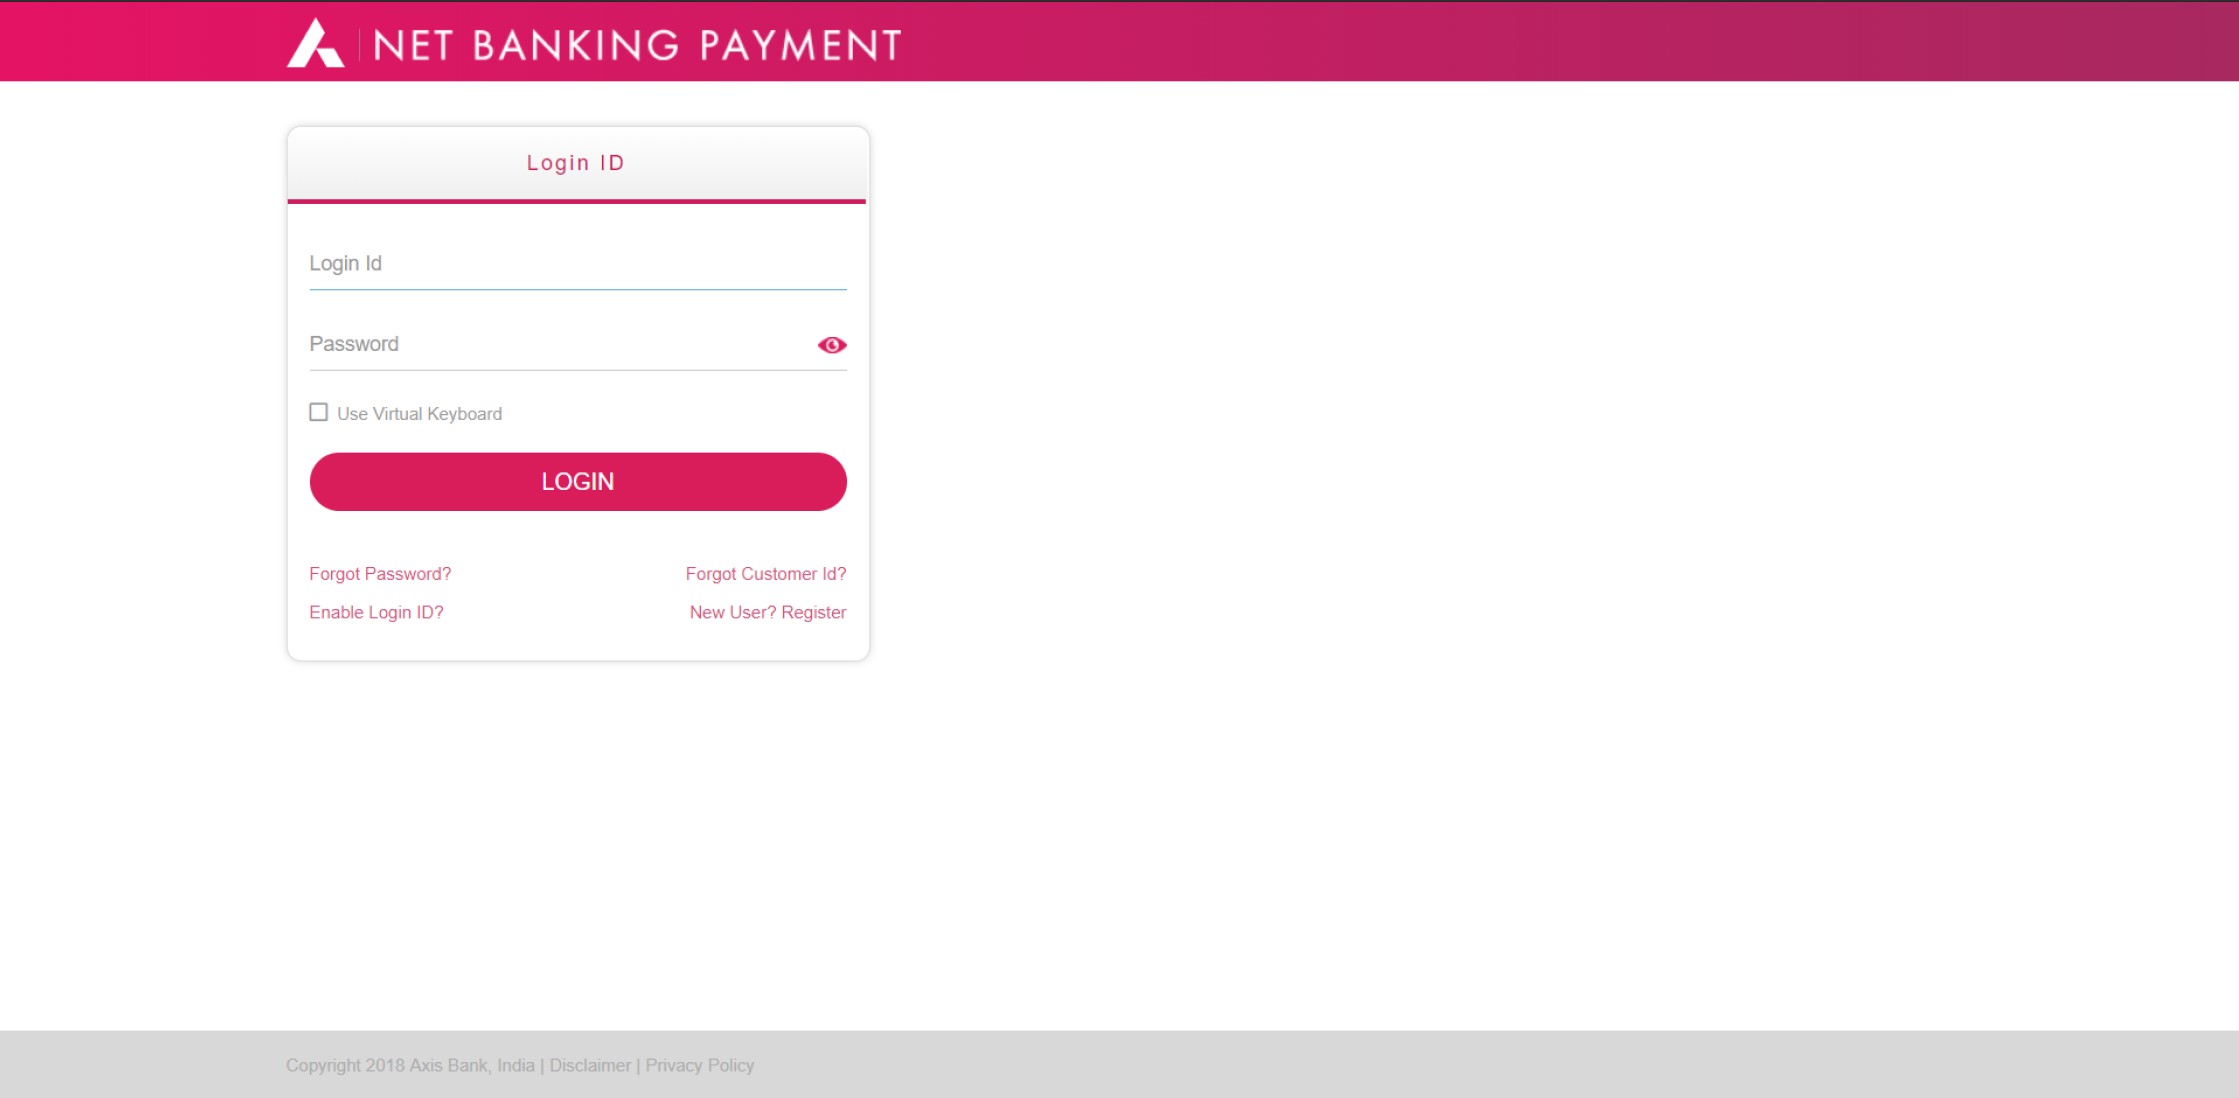 NET BANKING PAYMENT
Login ID
Login Id
Password
Use Virtual Keyboard
LOGIN
Forgot Password? Forgot Customer Id?
Enable Login ID? New User? Register
Copyright 2018 Axis Bank, India | Disclaimer | Privacy Policy